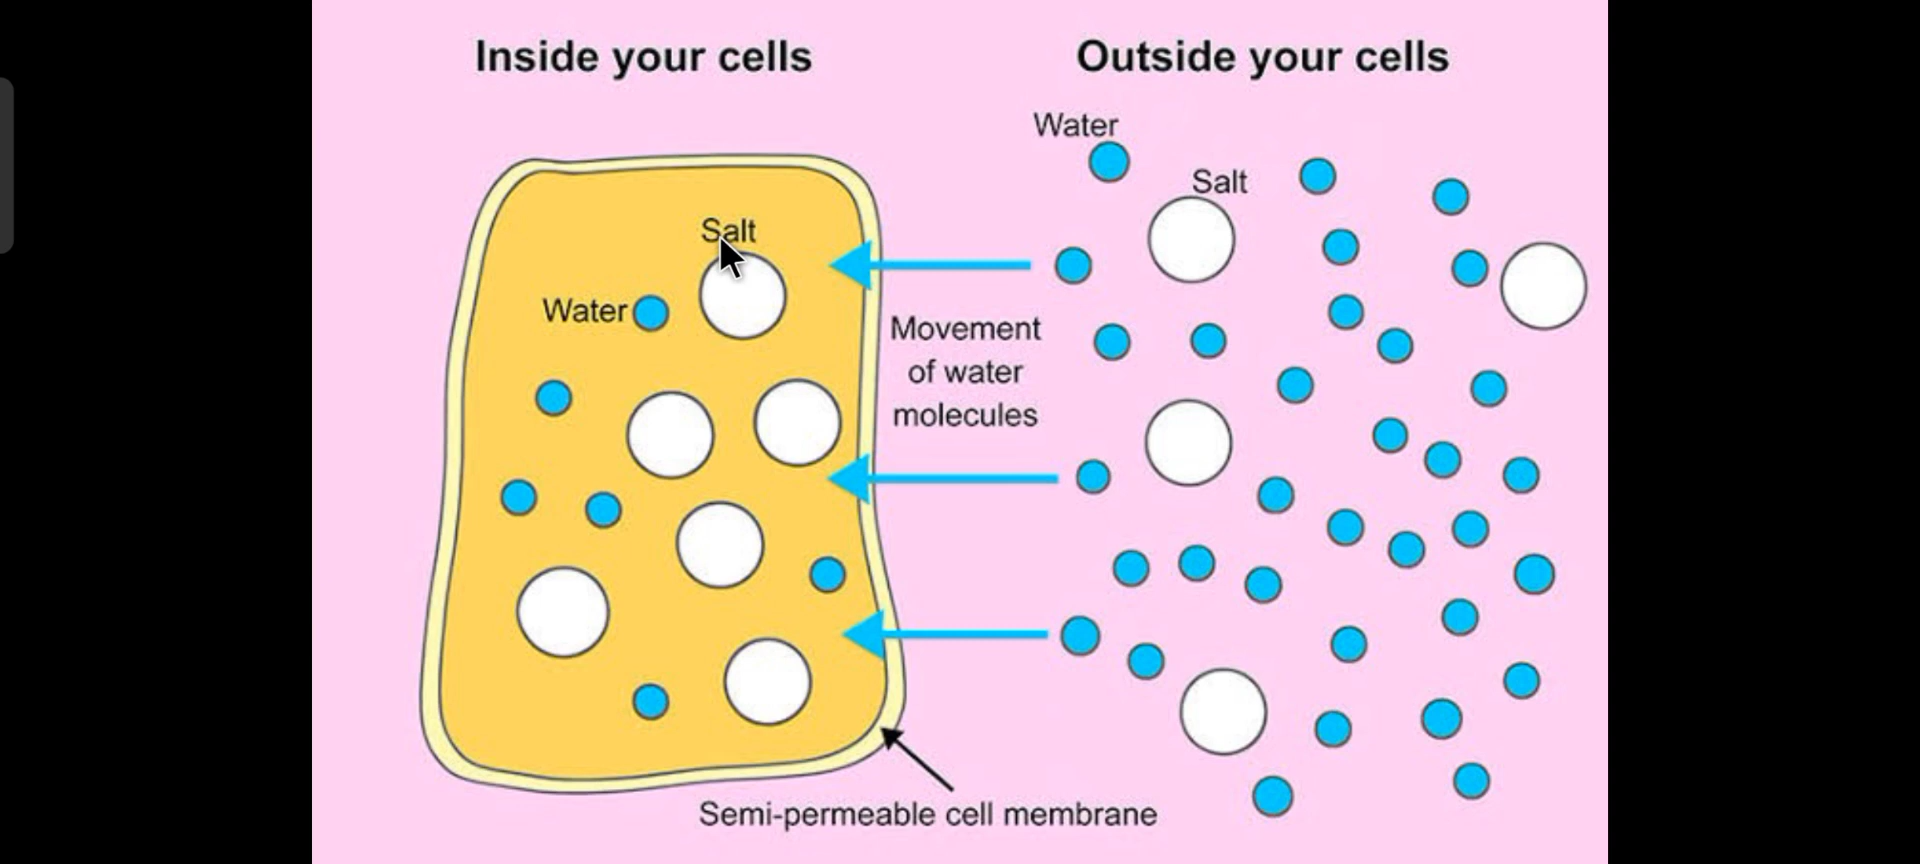 Inside your cells
Outside your cells
Water
Salt
Salt
Water
Movement
of water
molecules
Semi-permeable cell membrane